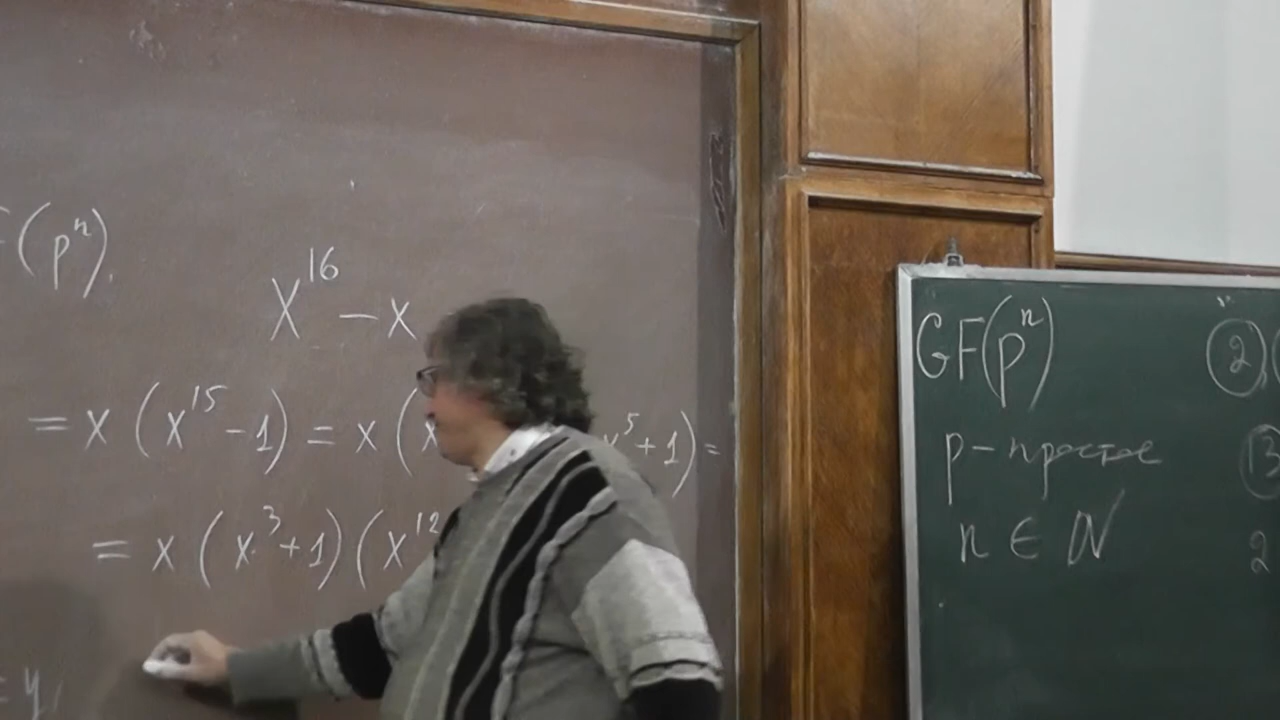 (pⁿ).
X¹⁶ – x
= x (x¹⁵ – 1) = x ( x⁵ + 1) =
= x (x³ + 1) (x¹²
= y
GF(pⁿ)
p – простое
n ∈ ℕ
2
13
2